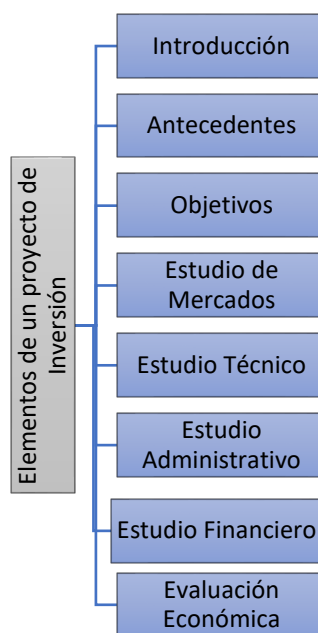 Elementos de un proyecto de
Inversión
Introducción
Antecedentes
Objetivos
Estudio de
Mercados
Estudio Técnico
Estudio
Administrativo
Estudio Financiero
Evaluación
Económica